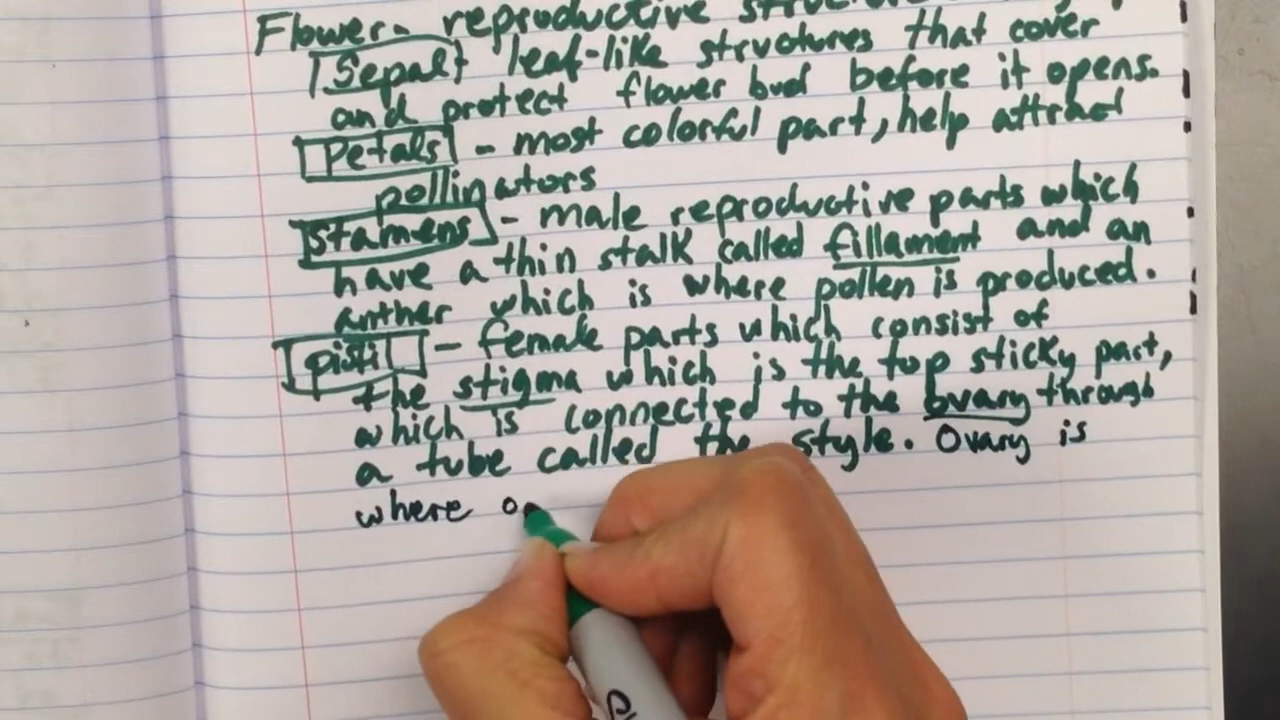 Flower- reproductive
Sepal leaf-like structures that cover
and protect flower bud before it opens.
Petals - most colorful part, help attract
pollinators
Stamens - male reproductive parts which
have a thin stalk called fillament and an
anther which is where pollen is produced.
pistil - female parts which consist of
the stigma which is the top sticky part,
which is connected to the ovary through
a tube called the style. Ovary is
where